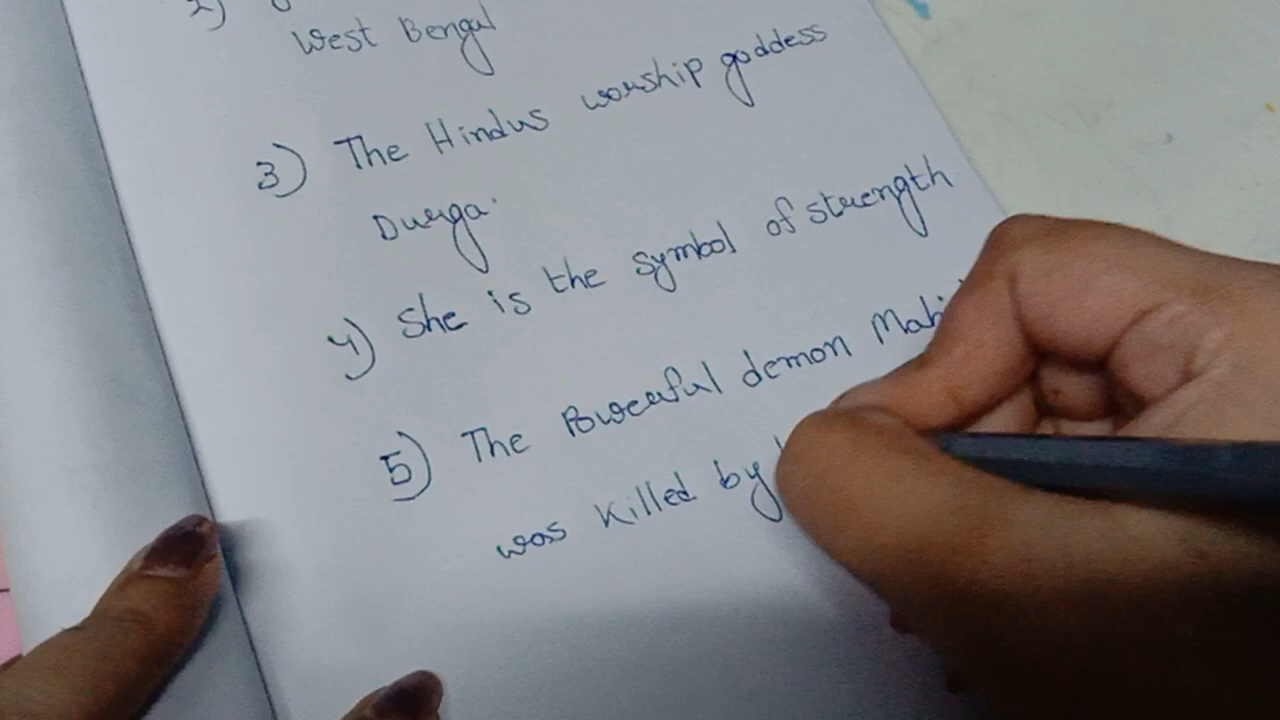 2)
West Bengal
3) The Hindus worship goddess
Durga.
4) She is the symbol of strength
5) The Powerful demon
was killed by